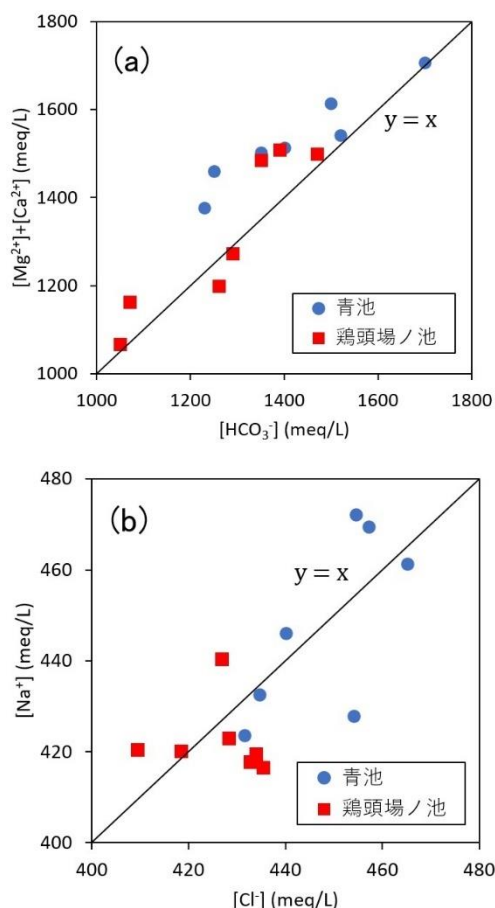 (a)
1800
1600
1400
1200
1000
[Mg²⁺]+[Ca²⁺] (meq/L)
y = x
青池
鶏頭場ノ池
1000 1200 1400 1600 1800
[HCO₃⁻] (meq/L)
(b)
480
460
440
420
400
[Na⁺] (meq/L)
y = x
青池
鶏頭場ノ池
400 420 440 460 480
[Cl⁻] (meq/L)